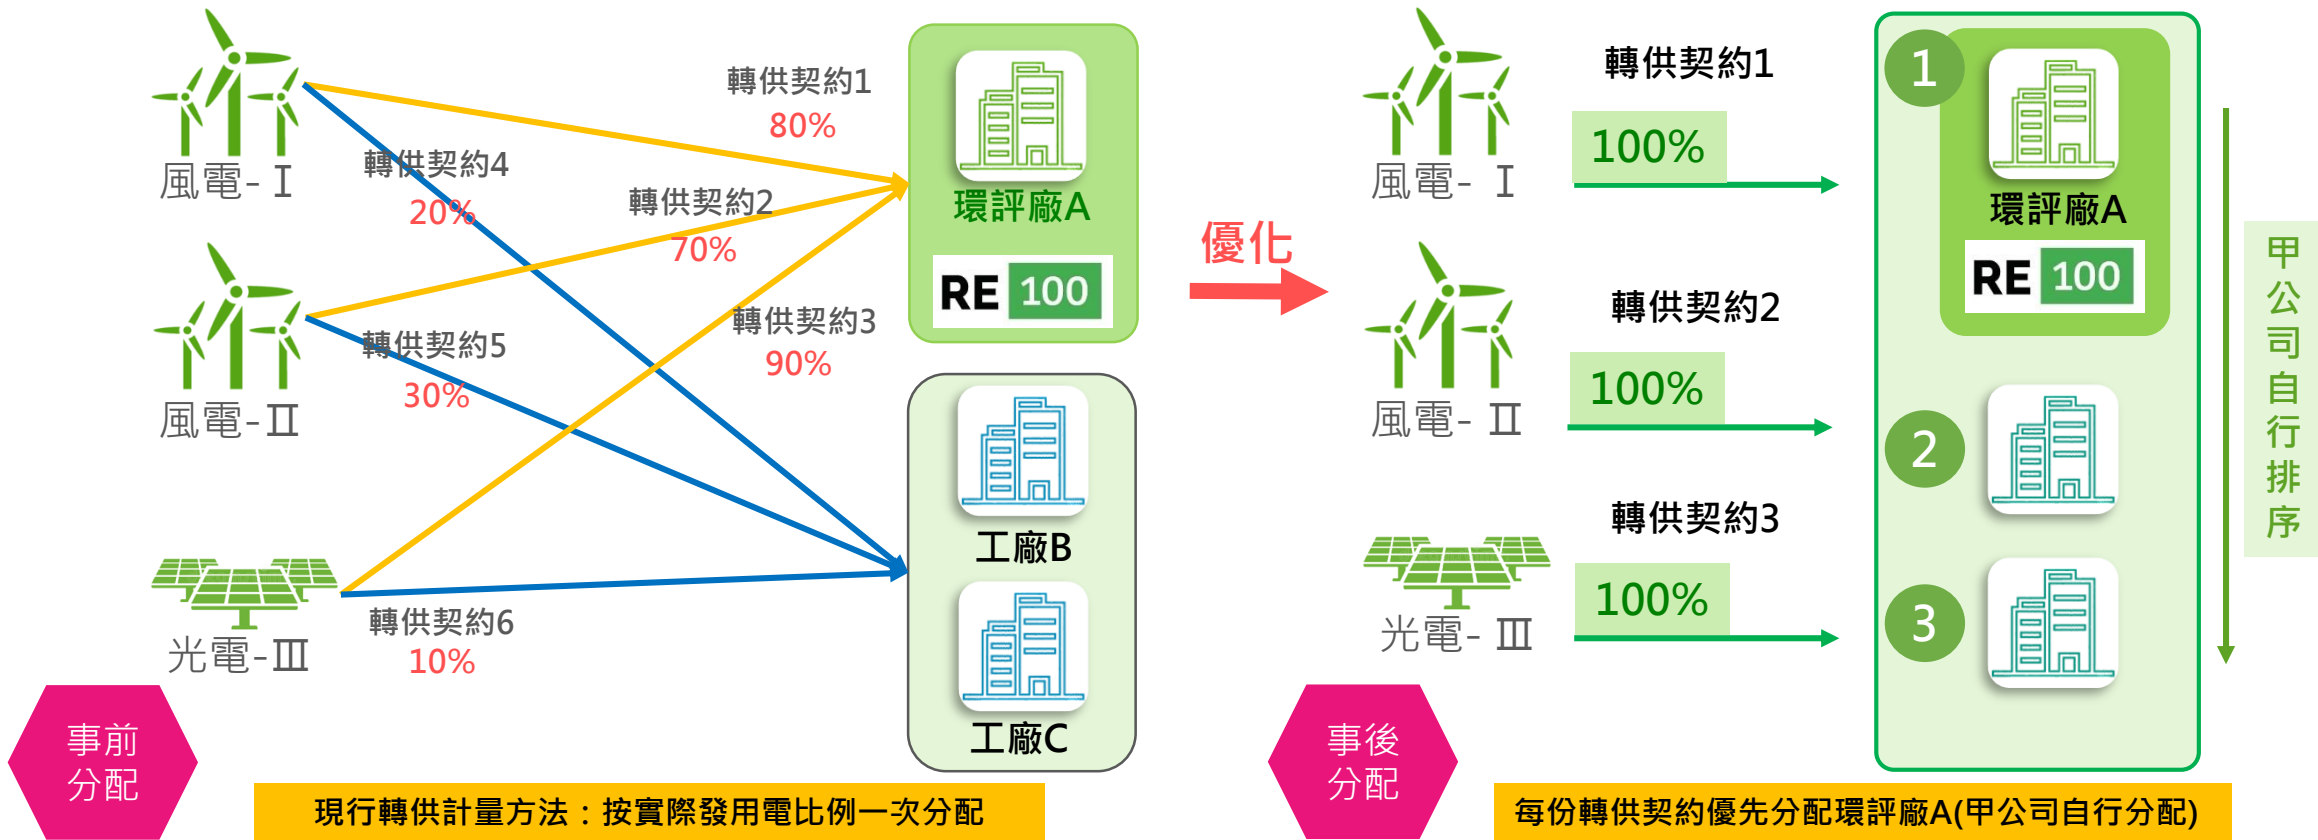 轉供契約1
80%
轉供契約4
20%
風電-Ⅰ
轉供契約2
70%
環評廠A
RE 100
轉供契約3
90%
轉供契約5
30%
風電-Ⅱ
工廠B
轉供契約6
10%
光電-Ⅲ
工廠C
事前
分配
現行轉供計量方法：按實際發用電比例一次分配
優化
轉供契約1
100%
風電- Ⅰ
轉供契約2
100%
風電- Ⅱ
轉供契約3
100%
光電- Ⅲ
1
環評廠A
RE 100
2
3
甲公司自行排序
事後
分配
每份轉供契約優先分配環評廠A(甲公司自行分配)